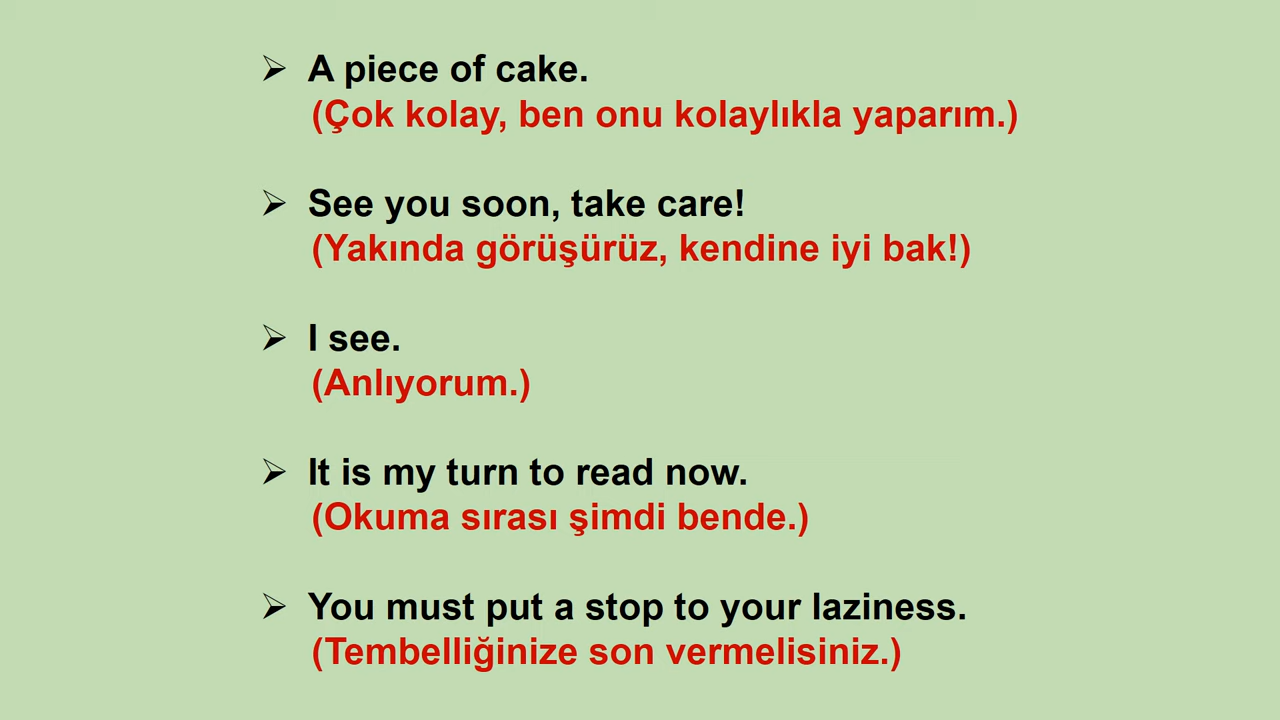 ➢ A piece of cake.
(Çok kolay, ben onu kolaylıkla yaparım.)
➢ See you soon, take care!
(Yakında görüşürüz, kendine iyi bak!)
➢ I see.
(Anlıyorum.)
➢ It is my turn to read now.
(Okuma sırası şimdi bende.)
➢ You must put a stop to your laziness.
(Tembelliğinize son vermelisiniz.)